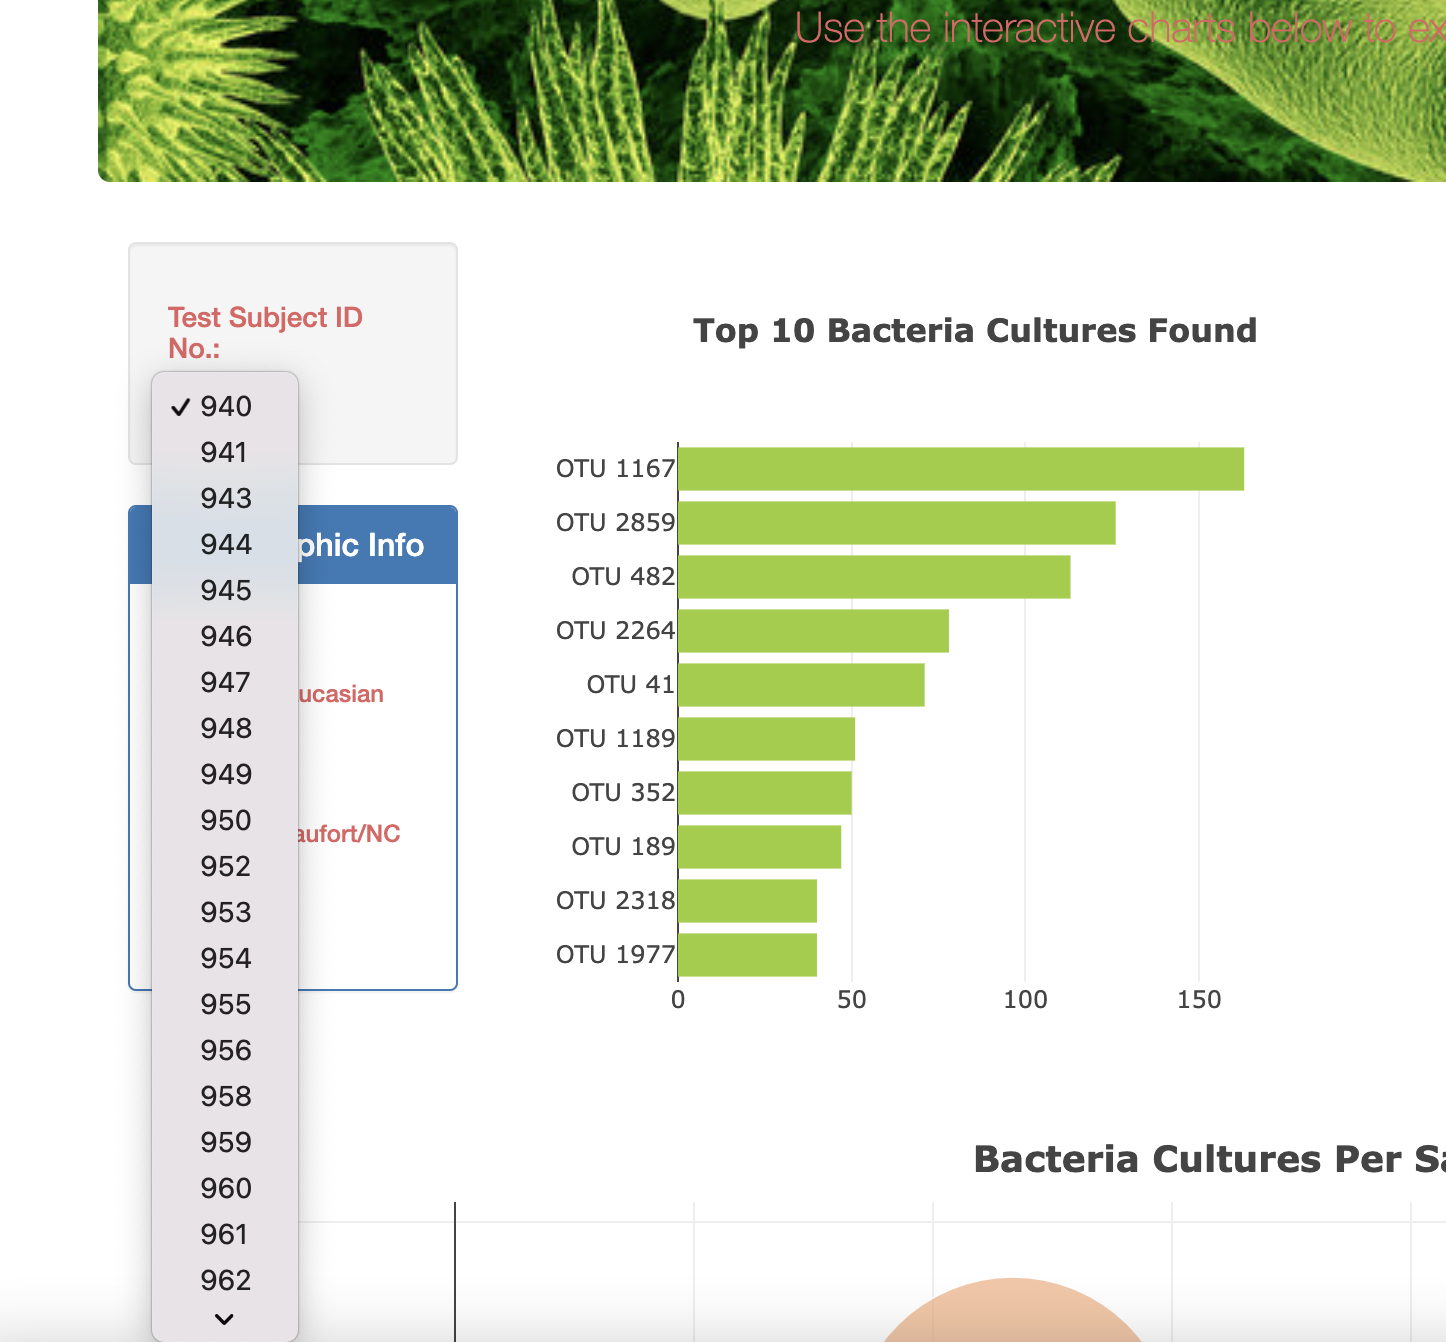 Use the interactive charts below to
Test Subject ID
No.:
✓ 940
941
943
944
945
946
947
948
949
950
952
953
954
955
956
958
959
960
961
962
phic Info
ucasian
aufort/NC
Top 10 Bacteria Cultures Found
OTU 1167
OTU 2859
OTU 482
OTU 2264
OTU 41
OTU 1189
OTU 352
OTU 189
OTU 2318
OTU 1977
0 50 100 150
Bacteria Cultures Per